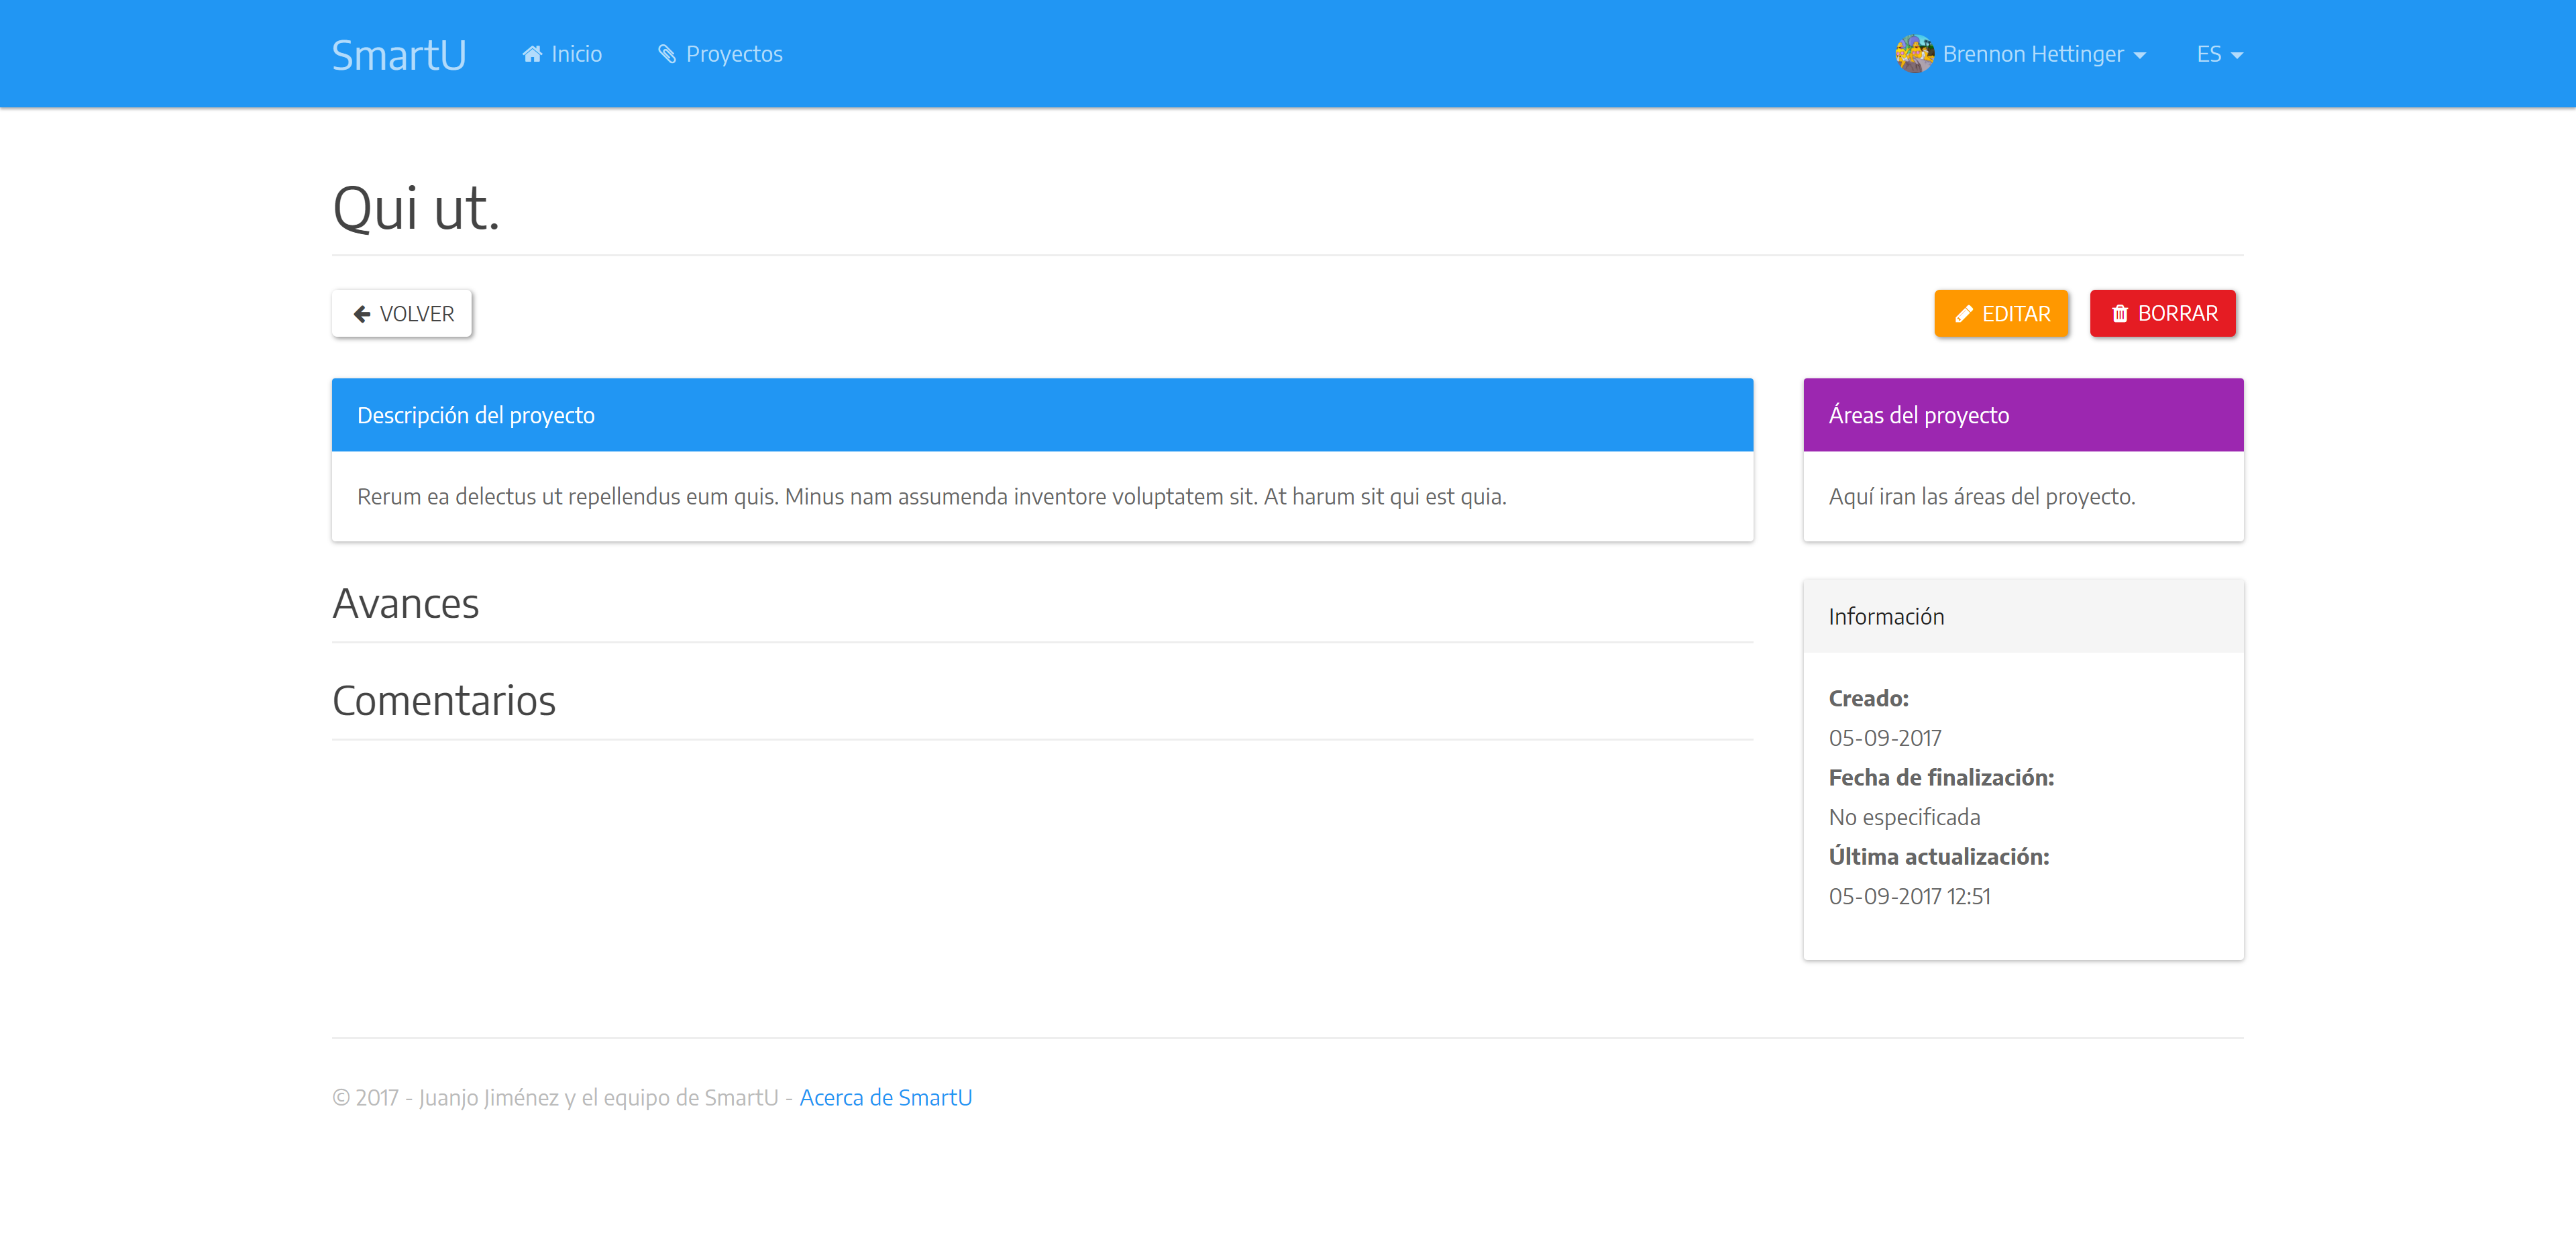 SmartU Inicio Proyectos Brennon Hettinger ES
Qui ut.
VOLVER EDITAR BORRAR
Descripción del proyecto
Rerum ea delectus ut repellendus eum quis. Minus nam assumenda inventore voluptatem sit. At harum sit qui est quia.
Avances
Comentarios
Áreas del proyecto
Aquí iran las áreas del proyecto.
Información
Creado:
05-09-2017
Fecha de finalización:
No especificada
Última actualización:
05-09-2017 12:51
© 2017 - Juanjo Jiménez y el equipo de SmartU - Acerca de SmartU